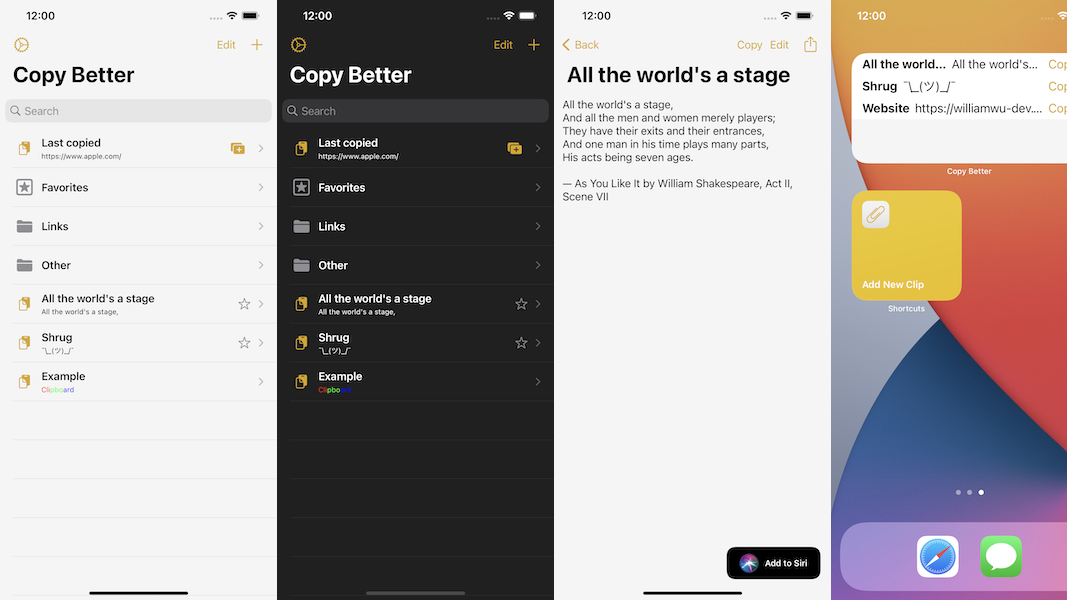 12:00
Edit
Copy Better
Search
Last copied
https://www.apple.com/
Favorites
Links
Other
All the world's a stage
All the world's a stage,
Shrug
¯\_(ツ)_/¯
Example
Clipboard
12:00
Edit
Copy Better
Search
Last copied
https://www.apple.com/
Favorites
Links
Other
All the world's a stage
All the world's a stage,
Shrug
¯\_(ツ)_/¯
Example
Clipboard
12:00
Back Copy Edit
All the world's a stage
All the world's a stage,
And all the men and women merely players;
They have their exits and their entrances,
And one man in his time plays many parts,
His acts being seven ages.
— As You Like It by William Shakespeare, Act II,
Scene VII
Add to Siri
12:00
All the world... All the world's... Cop
Shrug ¯\_(ツ)_/¯ Cop
Website https://williamwu-dev.... Cop
Copy Better
Add New Clip
Shortcuts